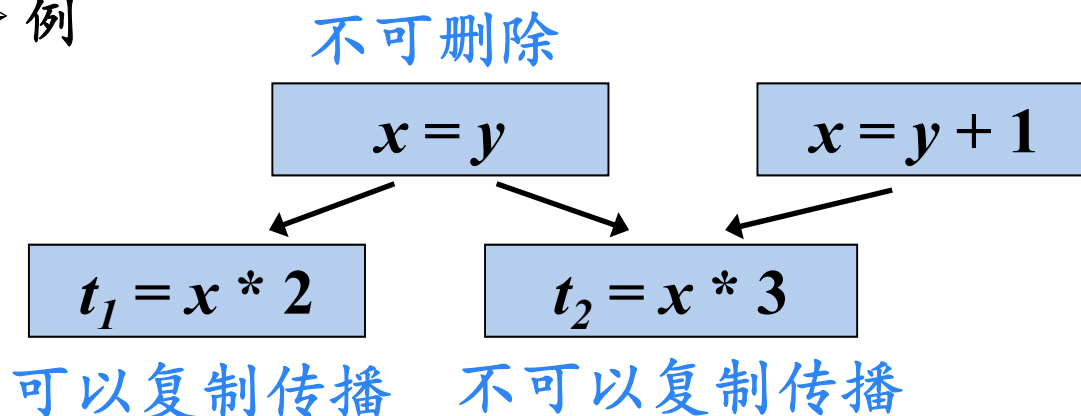 例
不可删除
x = y
x = y + 1
t₁ = x * 2
t₂ = x * 3
可以复制传播
不可以复制传播